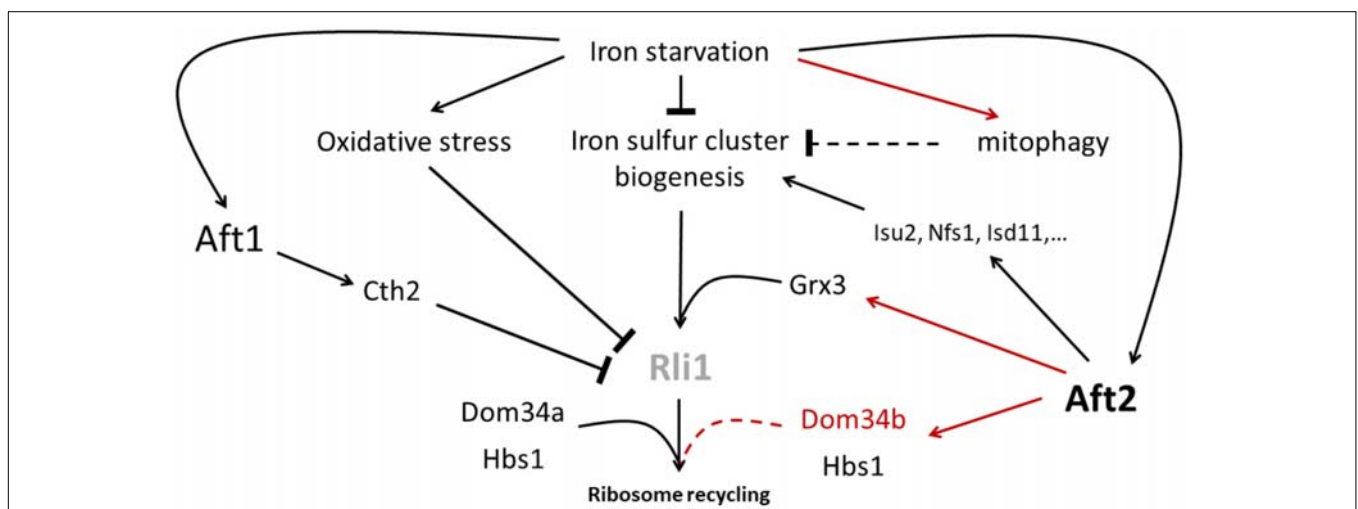 Iron starvation
Oxidative stress
Iron sulfur cluster
biogenesis
mitophagy
Isu2, Nfs1, Isd11,...
Aft1
Cth2
Grx3
Rli1
Aft2
Dom34a
Hbs1
Dom34b
Hbs1
Ribosome recycling